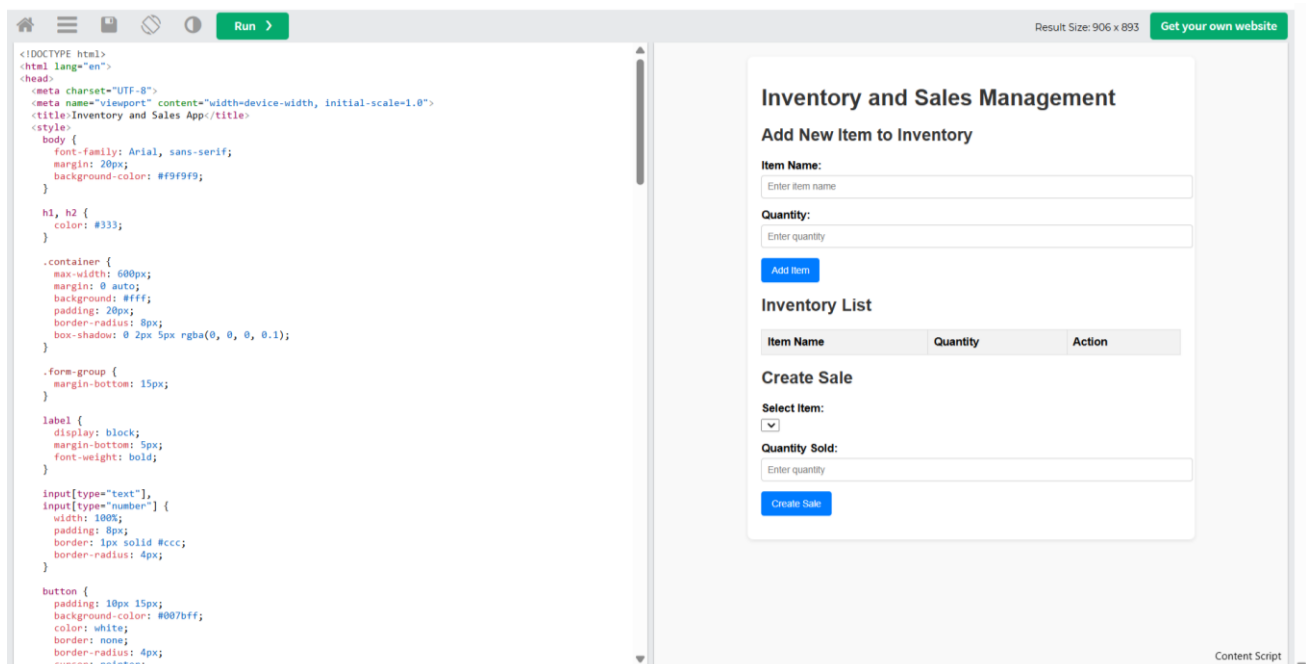 Run ❯
Result Size: 906 x 893
Get your own website
<!DOCTYPE html>
<html lang="en">
<head>
  <meta charset="UTF-8">
  <meta name="viewport" content="width=device-width, initial-scale=1.0">
  <title>Inventory and Sales App</title>
  <style>
    body {
      font-family: Arial, sans-serif;
      margin: 20px;
      background-color: #f9f9f9;
    }

    h1, h2 {
      color: #333;
    }

    .container {
      max-width: 600px;
      margin: 0 auto;
      background: #fff;
      padding: 20px;
      border-radius: 8px;
      box-shadow: 0 2px 5px rgba(0, 0, 0, 0.1);
    }

    .form-group {
      margin-bottom: 15px;
    }

    label {
      display: block;
      margin-bottom: 5px;
      font-weight: bold;
    }

    input[type="text"],
    input[type="number"] {
      width: 100%;
      padding: 8px;
      border: 1px solid #ccc;
      border-radius: 4px;
    }

    button {
      padding: 10px 15px;
      background-color: #007bff;
      color: white;
      border: none;
      border-radius: 4px;
Inventory and Sales Management
Add New Item to Inventory
Item Name:
Enter item name
Quantity:
Enter quantity
Add Item
Inventory List
Item Name Quantity Action
Create Sale
Select Item:
Quantity Sold:
Enter quantity
Create Sale
Content Script